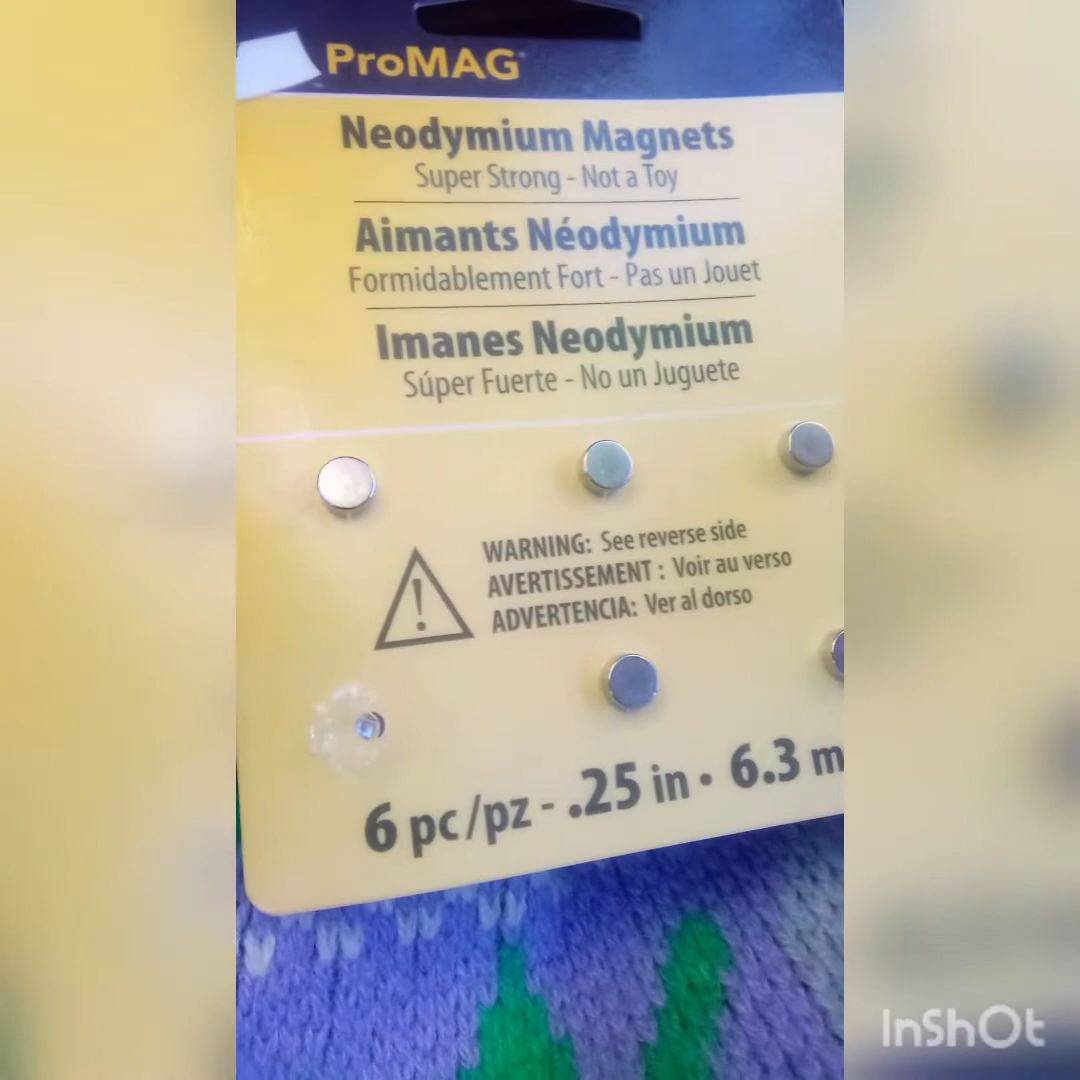 ProMAG
Neodymium Magnets
Super Strong - Not a Toy
Aimants Néodymium
Formidablement Fort - Pas un Jouet
Imanes Neodymium
Súper Fuerte - No un Juguete
WARNING: See reverse side
AVERTISSEMENT : Voir au verso
ADVERTENCIA: Ver al dorso
6 pc/pz - .25 in · 6.3 m
InShOt